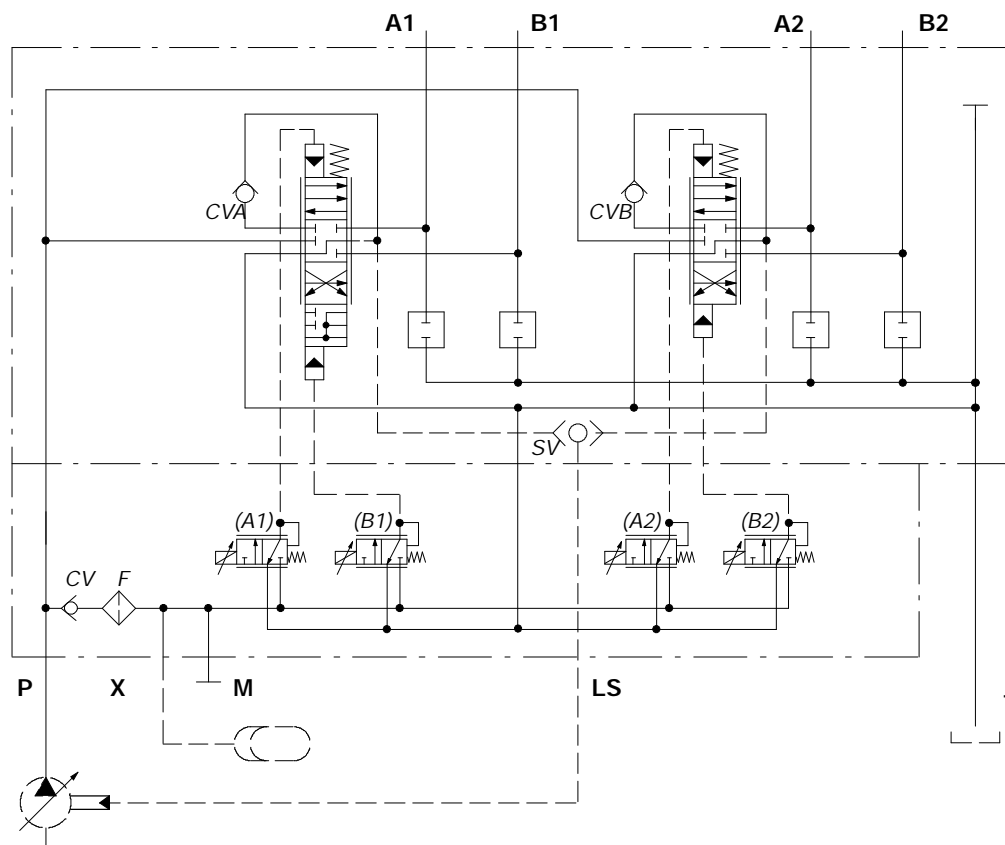 A1 B1 A2 B2
CVA CVB
SV
(A1) (B1) (A2) (B2)
CV F
P X M LS